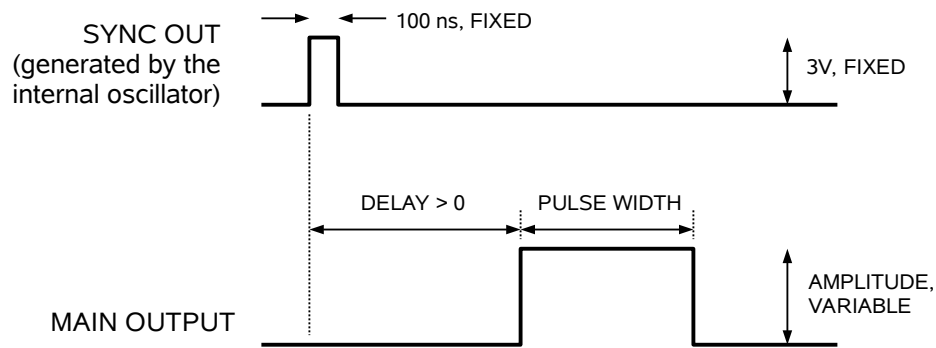 100 ns, FIXED
SYNC OUT
(generated by the
internal oscillator)
3V, FIXED
DELAY > 0
PULSE WIDTH
AMPLITUDE,
VARIABLE
MAIN OUTPUT